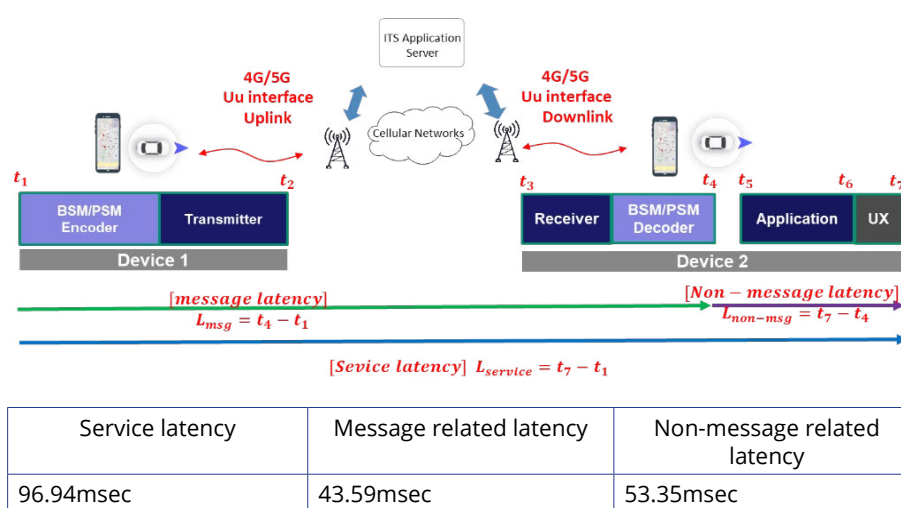 ITS Application
Server
4G/5G
Uu interface
Uplink
4G/5G
Uu interface
Downlink
Cellular Networks
t1
t2
t3
t4
t5
t6
t7
BSM/PSM
Encoder
Transmitter
Receiver
BSM/PSM
Decoder
Application
UX
Device 1
Device 2
[message latency]
Lmsg = t4 − t1
[Non − message latency]
Lnon−msg = t7 − t4
[Sevice latency] Lservice = t7 − t1
Service latency
Message related latency
Non-message related
latency
96.94msec
43.59msec
53.35msec